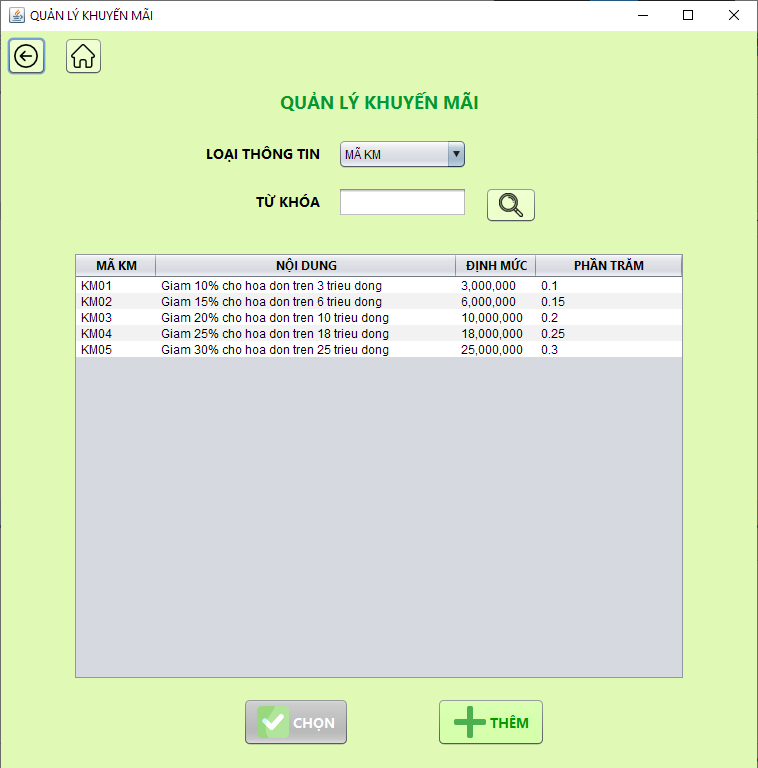 QUẢN LÝ KHUYẾN MÃI
QUẢN LÝ KHUYẾN MÃI
LOẠI THÔNG TIN MÃ KM
TỪ KHÓA
MÃ KM NỘI DUNG ĐỊNH MỨC PHẦN TRĂM
KM01 Giam 10% cho hoa don tren 3 trieu dong 3,000,000 0.1
KM02 Giam 15% cho hoa don tren 6 trieu dong 6,000,000 0.15
KM03 Giam 20% cho hoa don tren 10 trieu dong 10,000,000 0.2
KM04 Giam 25% cho hoa don tren 18 trieu dong 18,000,000 0.25
KM05 Giam 30% cho hoa don tren 25 trieu dong 25,000,000 0.3
CHỌN THÊM